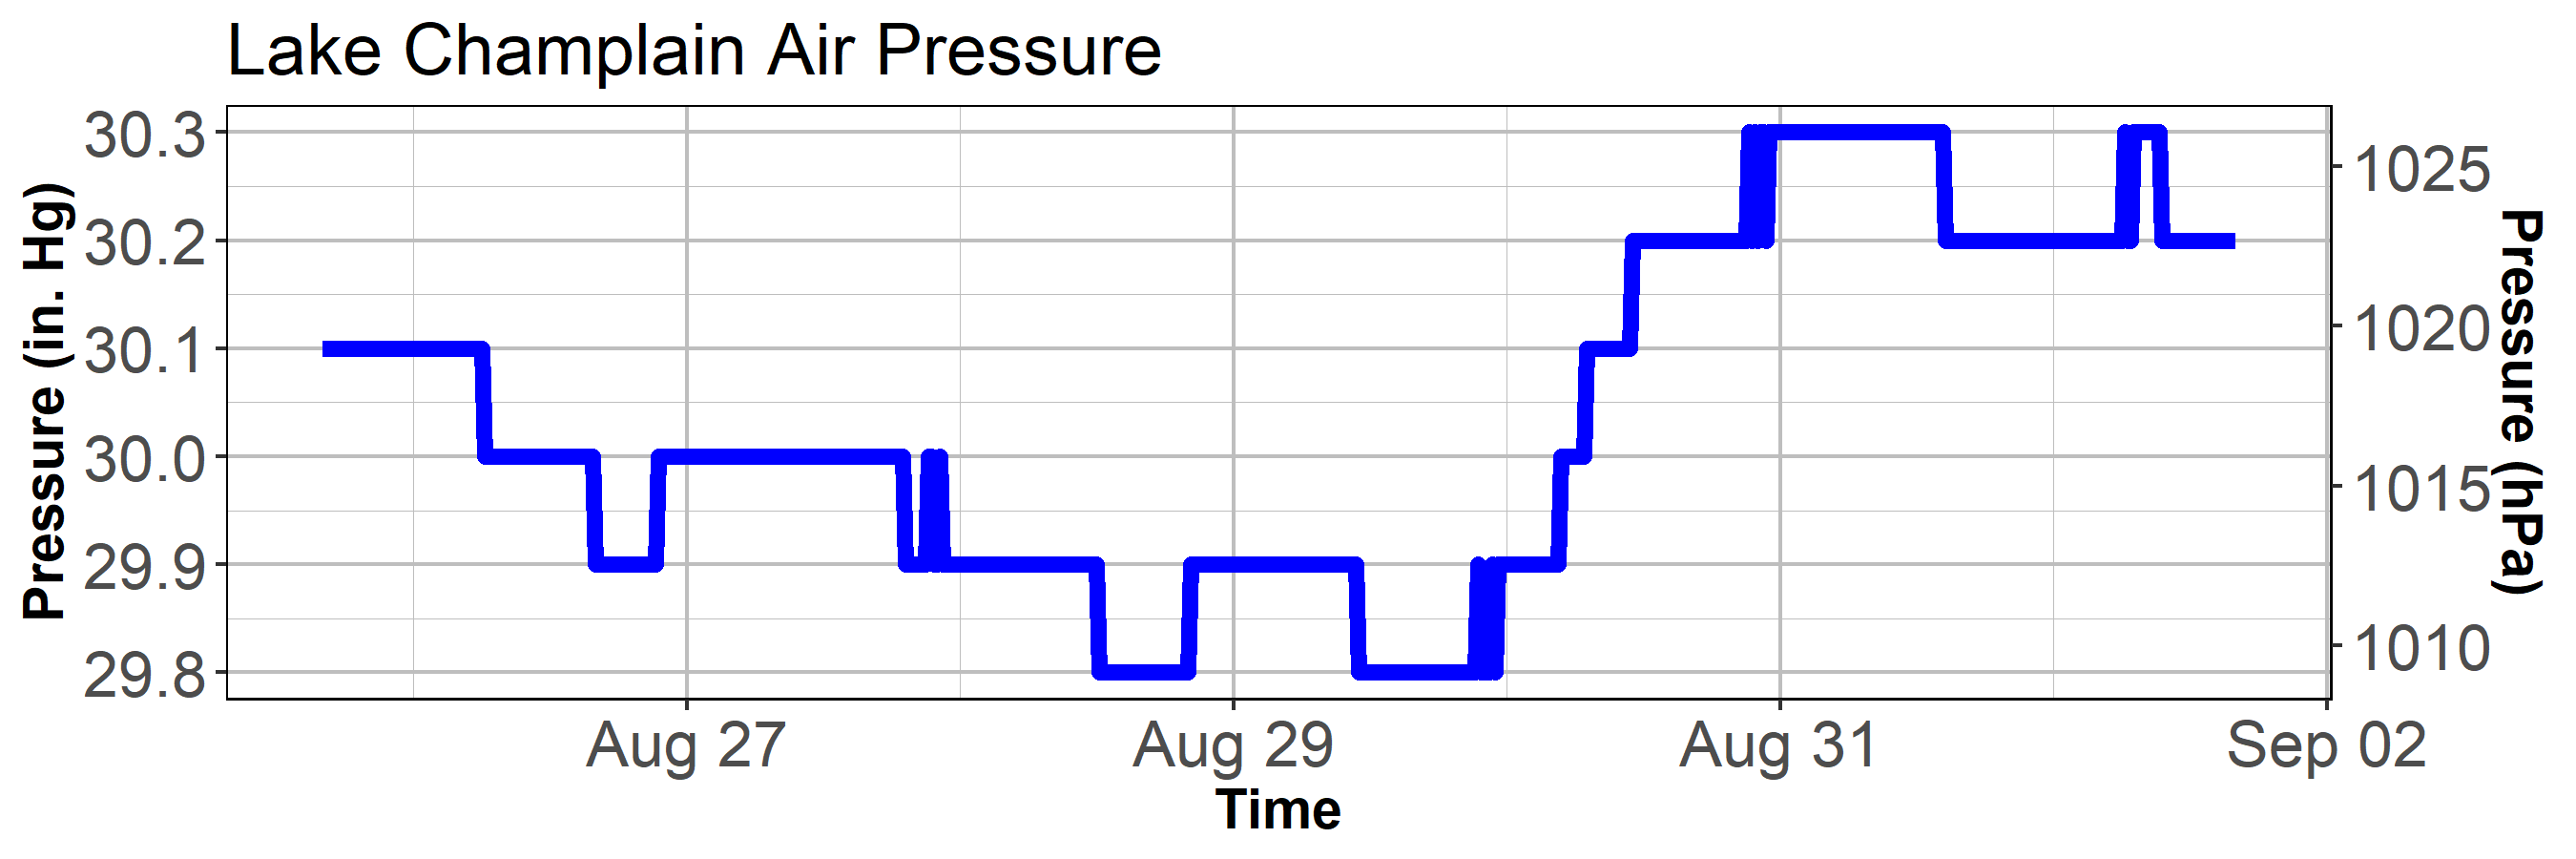 Lake Champlain Air Pressure
Pressure (in. Hg)
30.3
30.2
30.1
30.0
29.9
29.8
1025
1020
1015
1010
Pressure (hPa)
Aug 27 Aug 29 Aug 31 Sep 02
Time